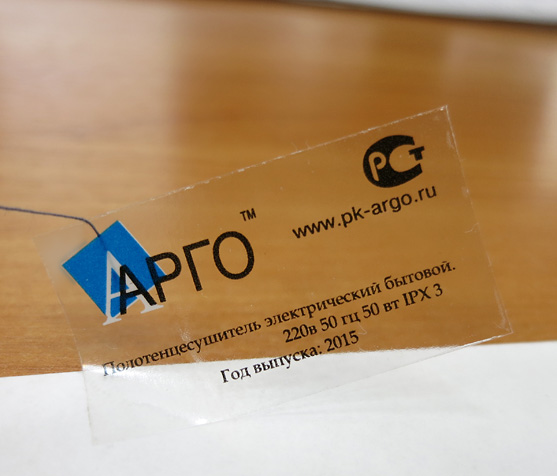 РСТ
www.pk-argo.ru
АРГО™
Полотенцесушитель электрический бытовой.
220в 50 гц 50 вт IPX 3
Год выпуска: 2015